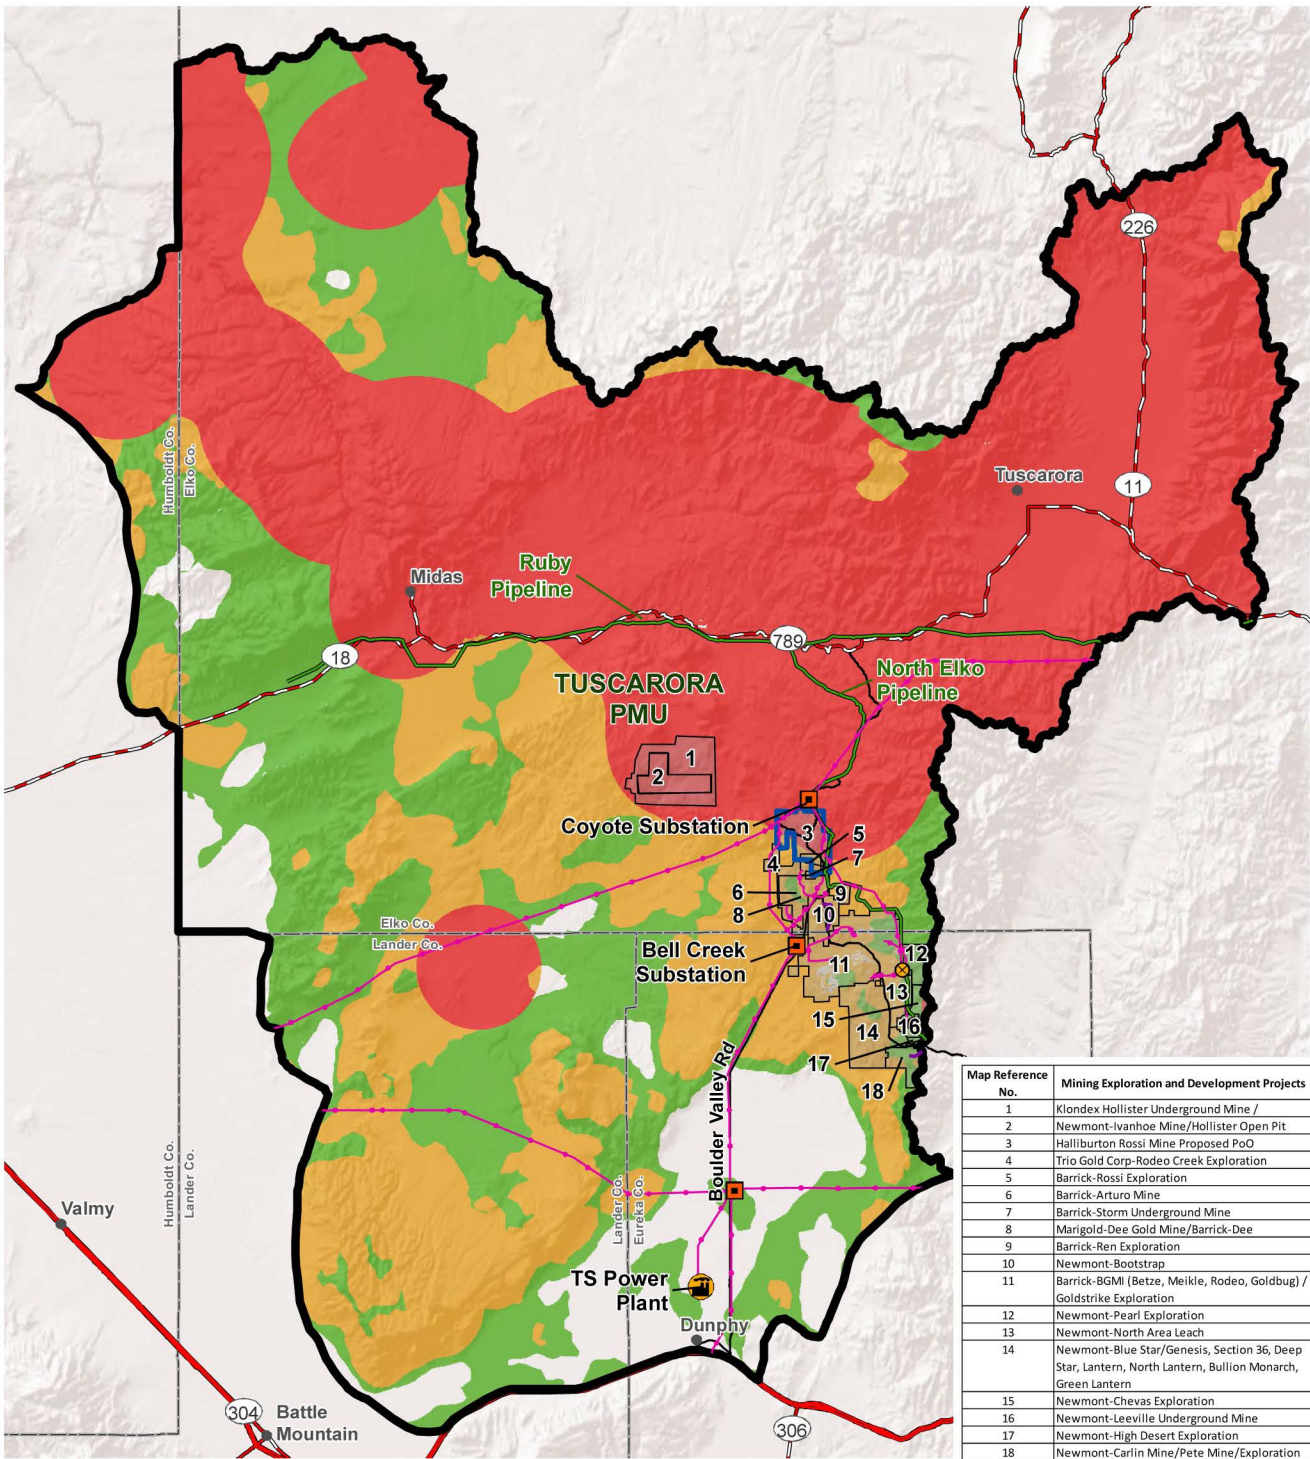 226
Humboldt Co.
Elko Co.
Tuscarora
11
Ruby
Pipeline
Midas
789
18
North Elko
Pipeline
TUSCARORA
PMU
1
2
Coyote Substation
3
5
4
7
6
9
8
10
Elko Co.
Lander Co.
Bell Creek
Substation
11
12
13
15
14
16
17
18
Boulder Valley Rd
Humboldt Co.
Lander Co.
Lander Co.
Eureka Co.
Valmy
TS Power
Plant
Dunphy
304
Battle
Mountain
306
Map Reference No. Mining Exploration and Development Projects
1 Klondex Hollister Underground Mine /
2 Newmont-Ivanhoe Mine/Hollister Open Pit
3 Halliburton Rossi Mine Proposed PoO
4 Trio Gold Corp-Rodeo Creek Exploration
5 Barrick-Rossi Exploration
6 Barrick-Arturo Mine
7 Barrick-Storm Underground Mine
8 Marigold-Dee Gold Mine/Barrick-Dee
9 Barrick-Ren Exploration
10 Newmont-Bootstrap
11 Barrick-BGMI (Betze, Meikle, Rodeo, Goldbug) /
Goldstrike Exploration
12 Newmont-Pearl Exploration
13 Newmont-North Area Leach
14 Newmont-Blue Star/Genesis, Section 36, Deep
Star, Lantern, North Lantern, Bullion Monarch,
Green Lantern
15 Newmont-Chevas Exploration
16 Newmont-Leeville Underground Mine
17 Newmont-High Desert Exploration
18 Newmont-Carlin Mine/Pete Mine/Exploration